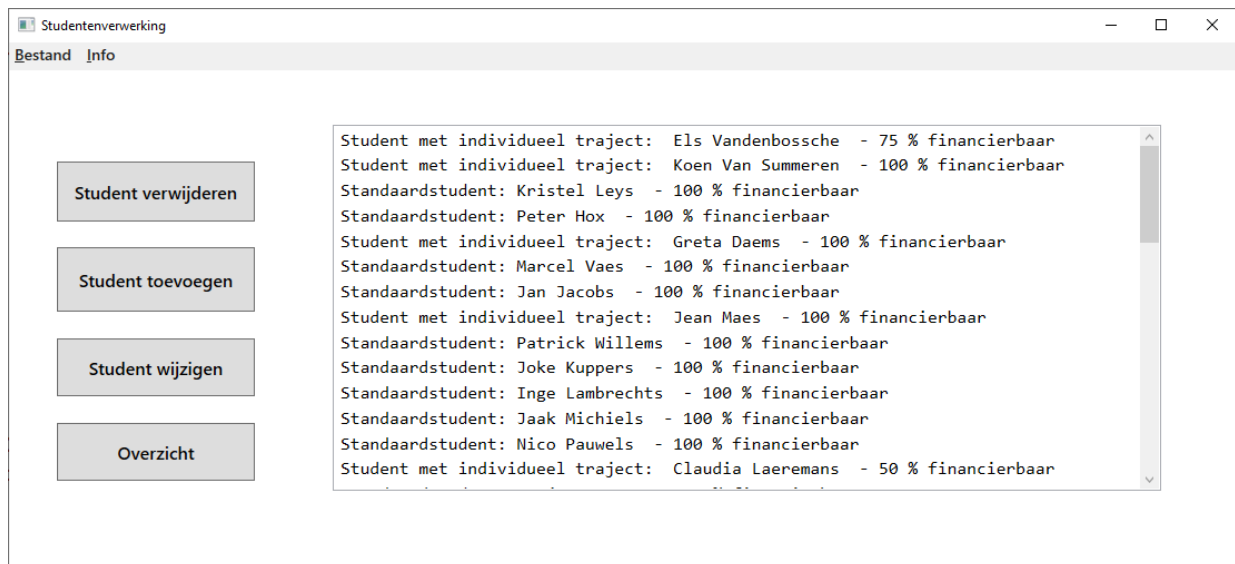 Studentenverwerking
Bestand Info
Student verwijderen
Student toevoegen
Student wijzigen
Overzicht
Student met individueel traject:  Els Vandenbossche  - 75 % financierbaar
Student met individueel traject:  Koen Van Summeren  - 100 % financierbaar
Standaardstudent: Kristel Leys  - 100 % financierbaar
Standaardstudent: Peter Hox  - 100 % financierbaar
Student met individueel traject:  Greta Daems  - 100 % financierbaar
Standaardstudent: Marcel Vaes  - 100 % financierbaar
Standaardstudent: Jan Jacobs  - 100 % financierbaar
Student met individueel traject:  Jean Maes  - 100 % financierbaar
Standaardstudent: Patrick Willems  - 100 % financierbaar
Standaardstudent: Joke Kuppers  - 100 % financierbaar
Standaardstudent: Inge Lambrechts  - 100 % financierbaar
Standaardstudent: Jaak Michiels  - 100 % financierbaar
Standaardstudent: Nico Pauwels  - 100 % financierbaar
Student met individueel traject:  Claudia Laeremans  - 50 % financierbaar